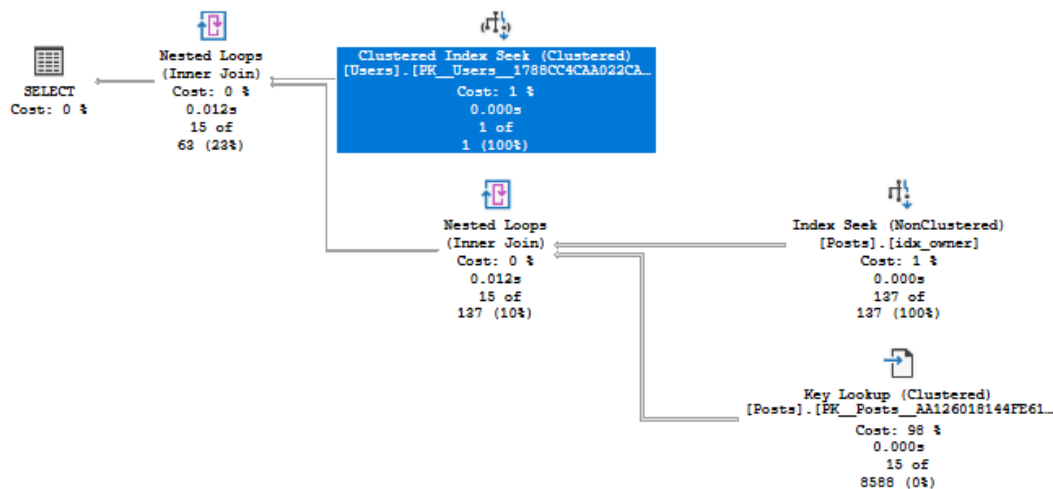 SELECT
Cost: 0 %
Nested Loops
(Inner Join)
Cost: 0 %
0.012s
15 of
63 (23%)
Clustered Index Seek (Clustered)
[Users].[PK__Users__1788CC4CAA022CA…
Cost: 1 %
0.000s
1 of
1 (100%)
Nested Loops
(Inner Join)
Cost: 0 %
0.012s
15 of
137 (10%)
Index Seek (NonClustered)
[Posts].[idx_owner]
Cost: 1 %
0.000s
137 of
137 (100%)
Key Lookup (Clustered)
[Posts].[PK__Posts__AA126018144FE61…
Cost: 98 %
0.000s
15 of
8588 (0%)